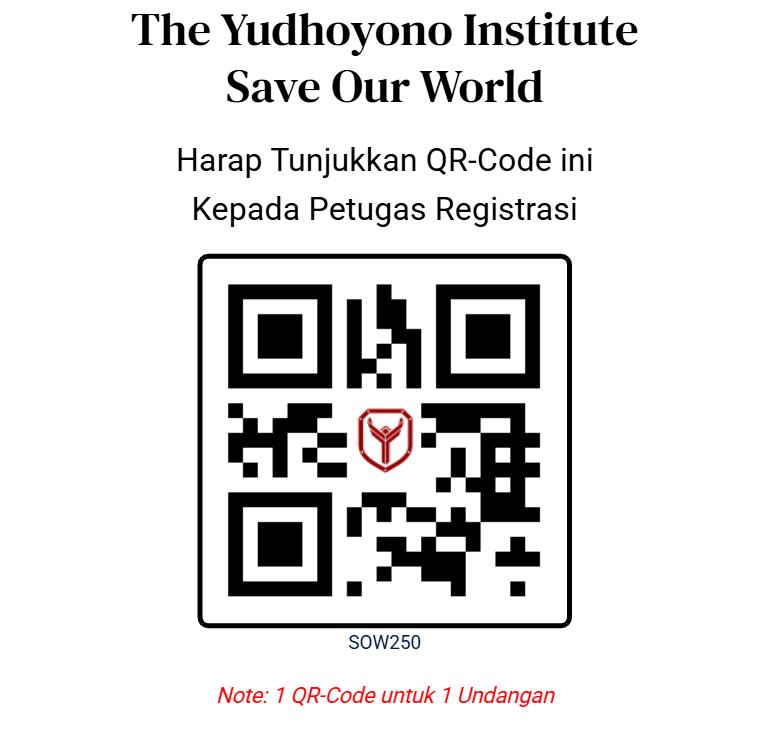 The Yudhoyono Institute
Save Our World
Harap Tunjukkan QR-Code ini
Kepada Petugas Registrasi
SOW250
Note: 1 QR-Code untuk 1 Undangan